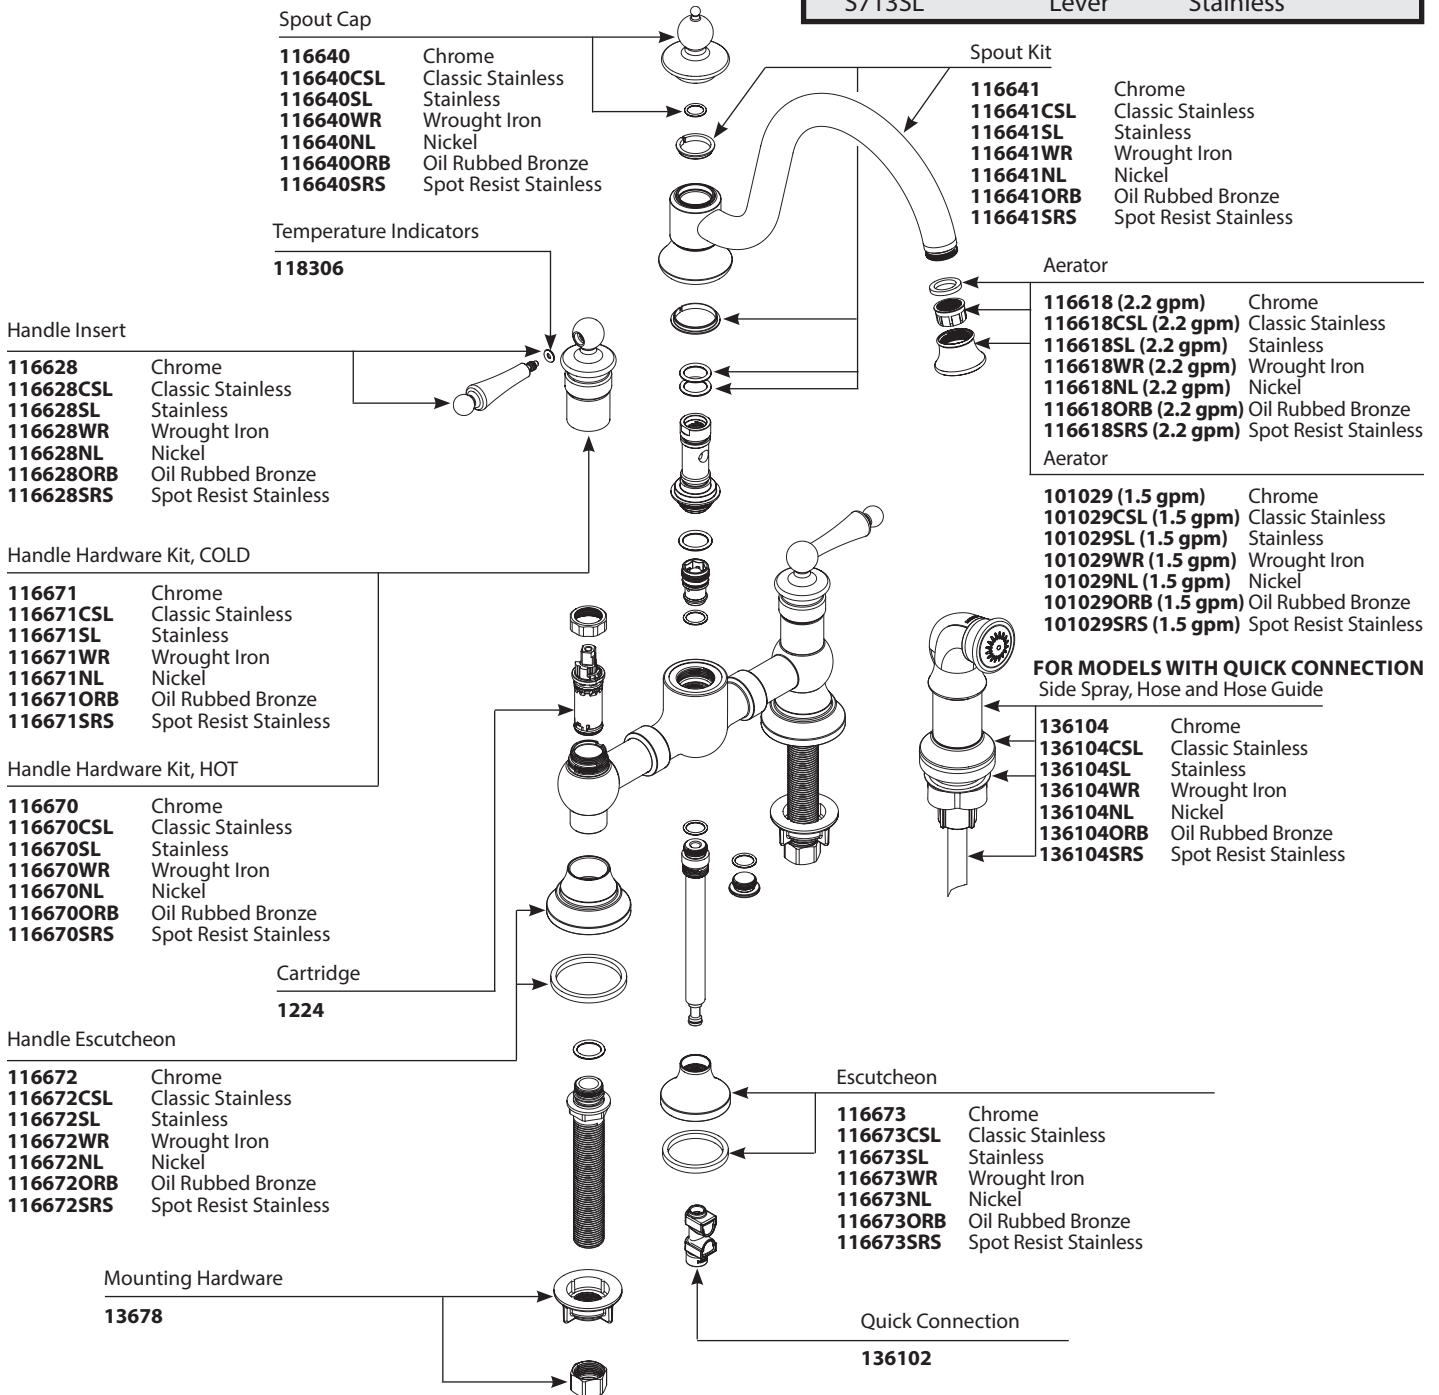 S713SL Lever Stainless
Spout Cap
116640 Chrome
116640CSL Classic Stainless
116640SL Stainless
116640WR Wrought Iron
116640NL Nickel
116640ORB Oil Rubbed Bronze
116640SRS Spot Resist Stainless
Spout Kit
116641 Chrome
116641CSL Classic Stainless
116641SL Stainless
116641WR Wrought Iron
116641NL Nickel
116641ORB Oil Rubbed Bronze
116641SRS Spot Resist Stainless
Temperature Indicators
118306
Aerator
116618 (2.2 gpm) Chrome
116618CSL (2.2 gpm) Classic Stainless
116618SL (2.2 gpm) Stainless
116618WR (2.2 gpm) Wrought Iron
116618NL (2.2 gpm) Nickel
116618ORB (2.2 gpm) Oil Rubbed Bronze
116618SRS (2.2 gpm) Spot Resist Stainless
Handle Insert
116628 Chrome
116628CSL Classic Stainless
116628SL Stainless
116628WR Wrought Iron
116628NL Nickel
116628ORB Oil Rubbed Bronze
116628SRS Spot Resist Stainless
Aerator
101029 (1.5 gpm) Chrome
101029CSL (1.5 gpm) Classic Stainless
101029SL (1.5 gpm) Stainless
101029WR (1.5 gpm) Wrought Iron
101029NL (1.5 gpm) Nickel
101029ORB (1.5 gpm) Oil Rubbed Bronze
101029SRS (1.5 gpm) Spot Resist Stainless
Handle Hardware Kit, COLD
116671 Chrome
116671CSL Classic Stainless
116671SL Stainless
116671WR Wrought Iron
116671NL Nickel
116671ORB Oil Rubbed Bronze
116671SRS Spot Resist Stainless
FOR MODELS WITH QUICK CONNECTION
Side Spray, Hose and Hose Guide
136104 Chrome
136104CSL Classic Stainless
136104SL Stainless
136104WR Wrought Iron
136104NL Nickel
136104ORB Oil Rubbed Bronze
136104SRS Spot Resist Stainless
Handle Hardware Kit, HOT
116670 Chrome
116670CSL Classic Stainless
116670SL Stainless
116670WR Wrought Iron
116670NL Nickel
116670ORB Oil Rubbed Bronze
116670SRS Spot Resist Stainless
Cartridge
1224
Handle Escutcheon
116672 Chrome
116672CSL Classic Stainless
116672SL Stainless
116672WR Wrought Iron
116672NL Nickel
116672ORB Oil Rubbed Bronze
116672SRS Spot Resist Stainless
Escutcheon
116673 Chrome
116673CSL Classic Stainless
116673SL Stainless
116673WR Wrought Iron
116673NL Nickel
116673ORB Oil Rubbed Bronze
116673SRS Spot Resist Stainless
Mounting Hardware
13678
Quick Connection
136102